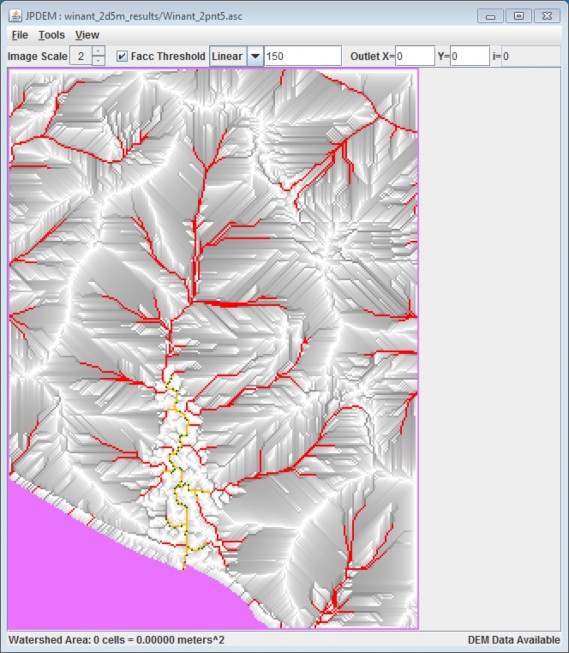 JPDEM : winant_2d5m_results/Winant_2pnt5.asc
File Tools View
Image Scale 2 Facc Threshold Linear 150 Outlet X= 0 Y= 0 i= 0
Watershed Area: 0 cells = 0.00000 meters^2 DEM Data Available